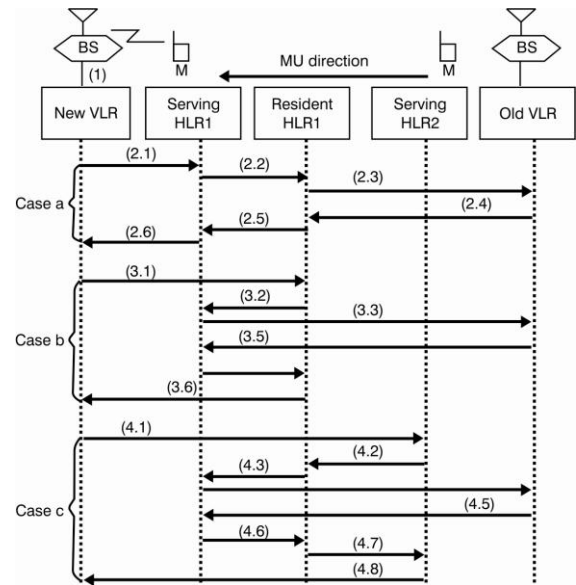 BS
BS
M
M
(1)
MU direction
New VLR
Serving
HLR1
Resident
HLR1
Serving
HLR2
Old VLR
(2.1)
(2.2)
(2.3)
(2.4)
Case a
(2.5)
(2.6)
(3.1)
(3.2)
(3.3)
Case b
(3.5)
(3.6)
(4.1)
(4.2)
(4.3)
Case c
(4.5)
(4.6)
(4.7)
(4.8)